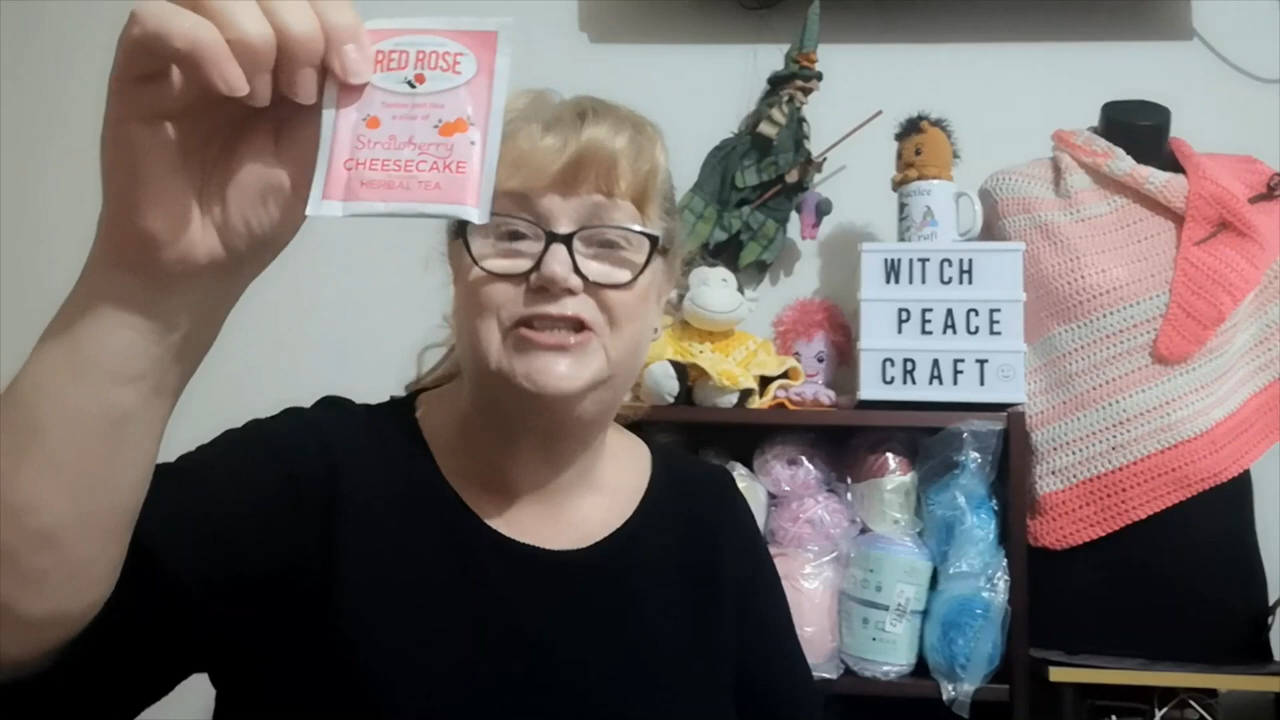 RED ROSE
Strawberry
CHEESECAKE
HERBAL TEA
WITCH
PEACE
CRAFT